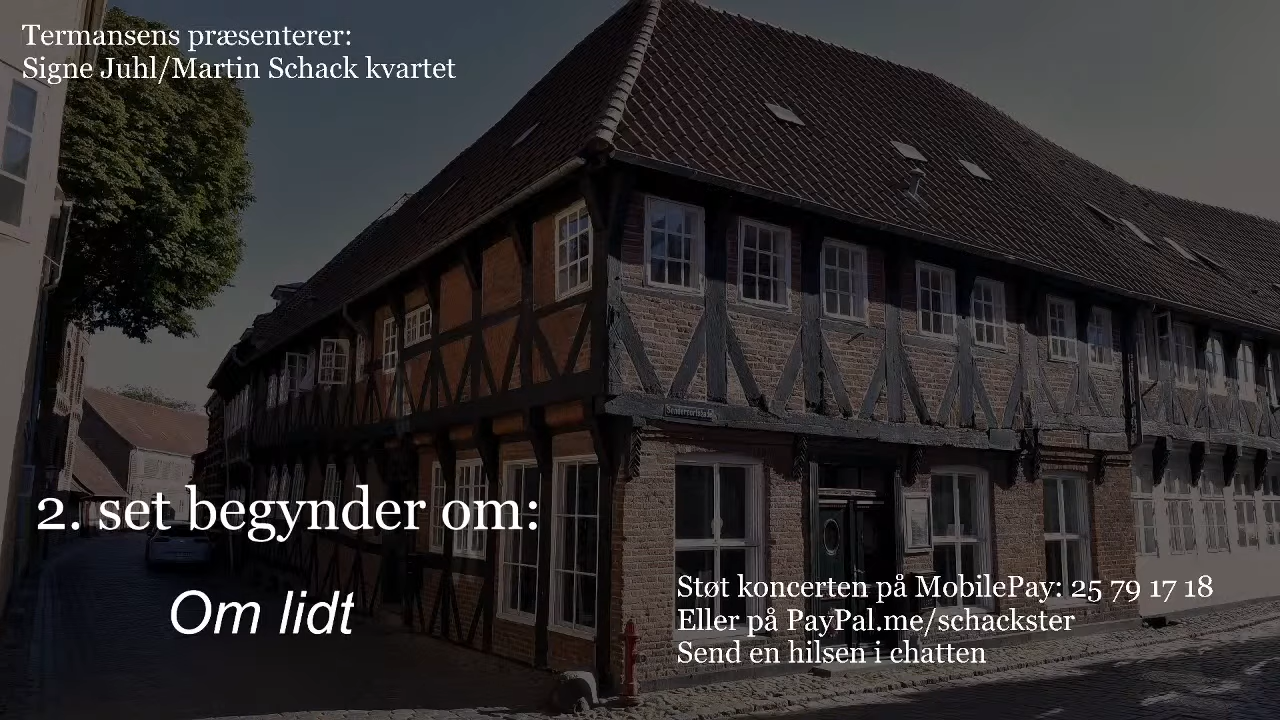 Termansens præsenterer:
Signe Juhl/Martin Schack kvartet
2. set begynder om:
Om lidt
Støt koncerten på MobilePay: 25 79 17 18
Eller på PayPal.me/schackster
Send en hilsen i chatten